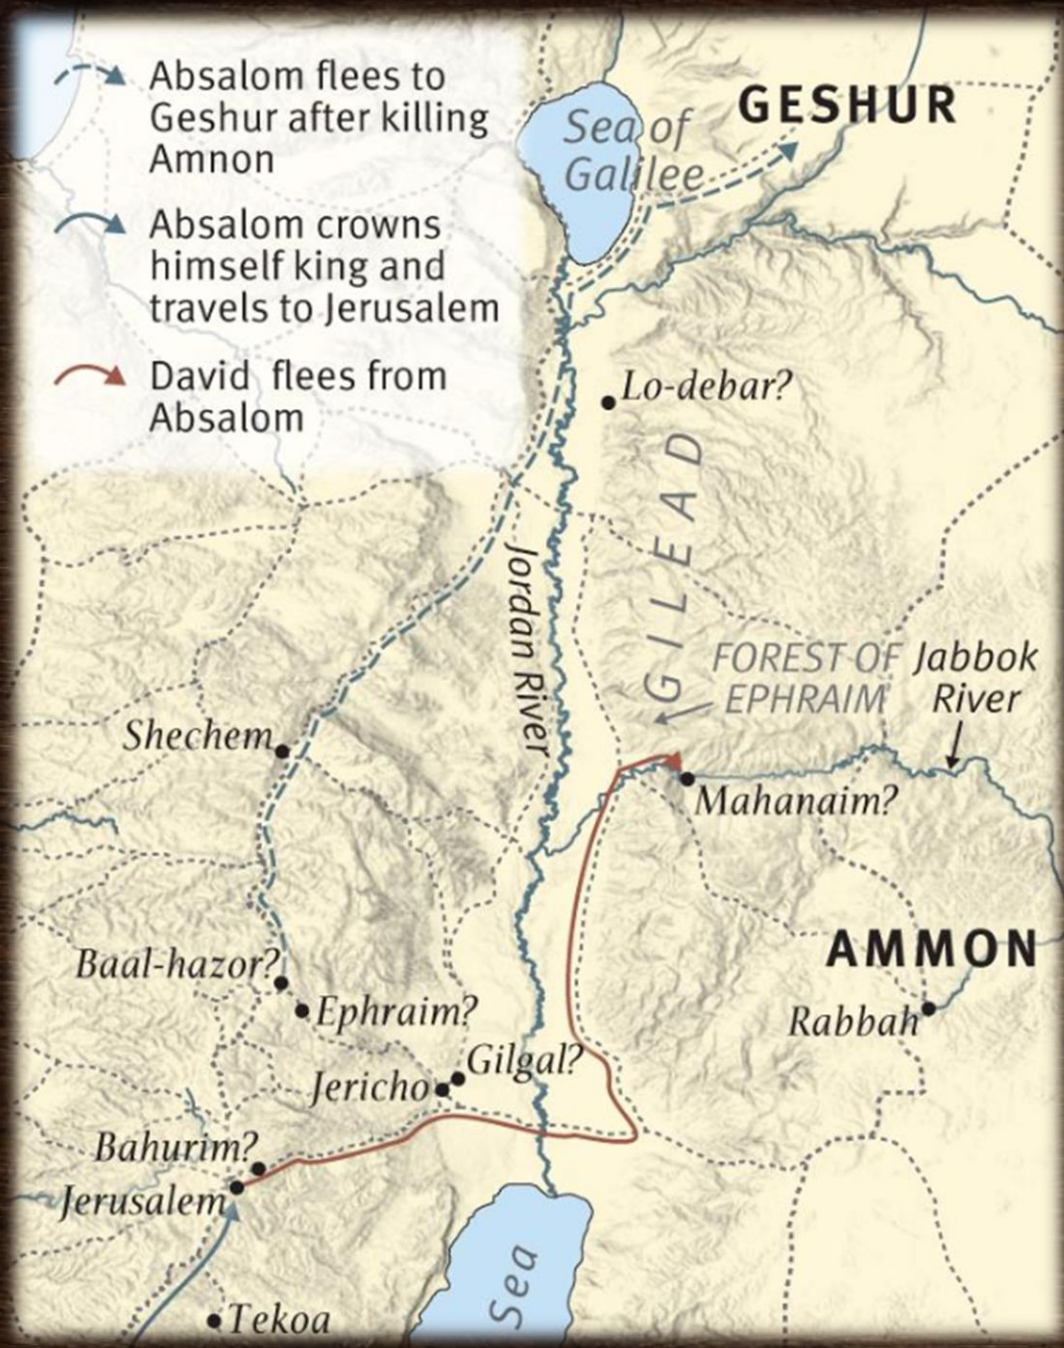 Absalom flees to
Geshur after killing
Amnon
Absalom crowns
himself king and
travels to Jerusalem
David flees from
Absalom
Sea of
Galilee
GESHUR
Lo-debar?
GILEAD
Jordan River
FOREST OF
EPHRAIM
Jabbok
River
Shechem
Mahanaim?
Baal-hazor?
Ephraim?
AMMON
Rabbah
Gilgal?
Jericho
Bahurim?
Jerusalem
Sea
Tekoa